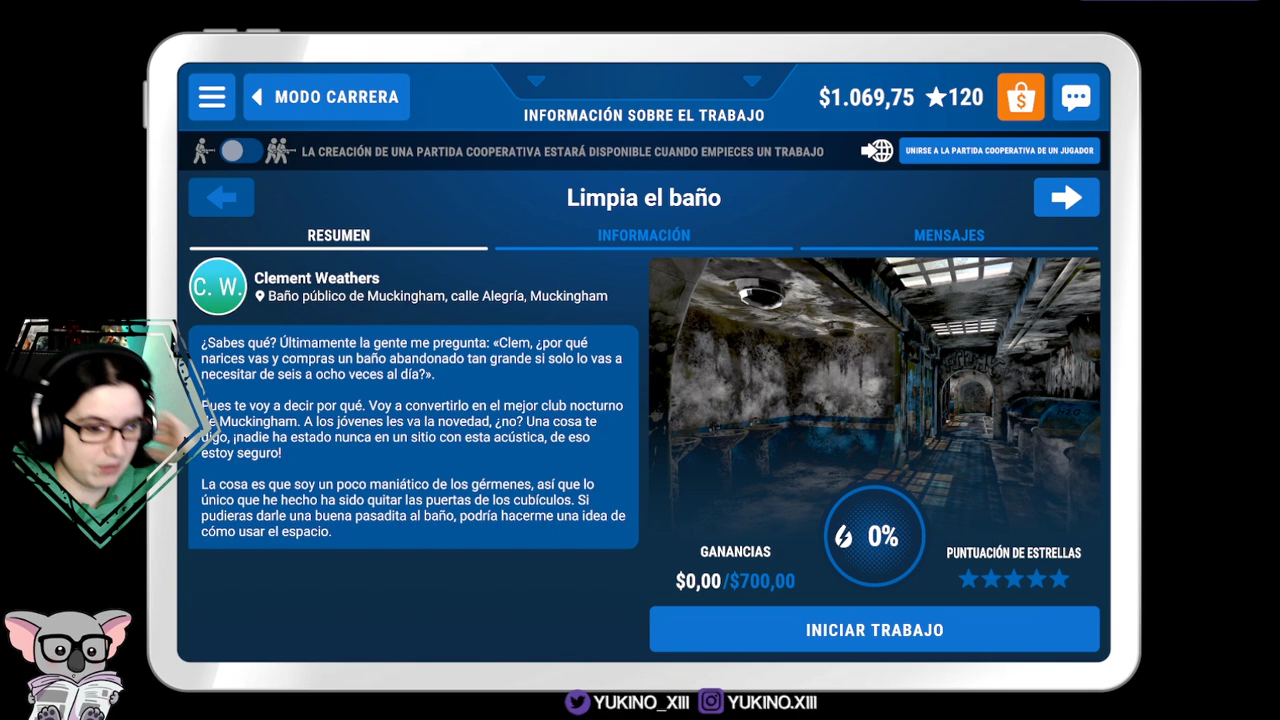 MODO CARRERA
INFORMACIÓN SOBRE EL TRABAJO
$1.069,75 ★120
LA CREACIÓN DE UNA PARTIDA COOPERATIVA ESTARÁ DISPONIBLE CUANDO EMPIECES UN TRABAJO
UNIRSE A LA PARTIDA COOPERATIVA DE UN JUGADOR
Limpia el baño
RESUMEN
INFORMACIÓN
MENSAJES
C. W.
Clement Weathers
Baño público de Muckingham, calle Alegría, Muckingham
¿Sabes qué? Últimamente la gente me pregunta: «Clem, ¿por qué
narices vas y compras un baño abandonado tan grande si solo lo vas a
necesitar de seis a ocho veces al día?».
Pues te voy a decir por qué. Voy a convertirlo en el mejor club nocturno
de Muckingham. A los jóvenes les va la novedad, ¿no? Una cosa te
digo, ¡nadie ha estado nunca en un sitio con esta acústica, de eso
estoy seguro!
La cosa es que soy un poco maniático de los gérmenes, así que lo
único que he hecho ha sido quitar las puertas de los cubículos. Si
pudieras darle una buena pasadita al baño, podría hacerme una idea de
cómo usar el espacio.
GANANCIAS
$0,00/$700,00
0%
PUNTUACIÓN DE ESTRELLAS
INICIAR TRABAJO
YUKINO_XIII YUKINO.XIII